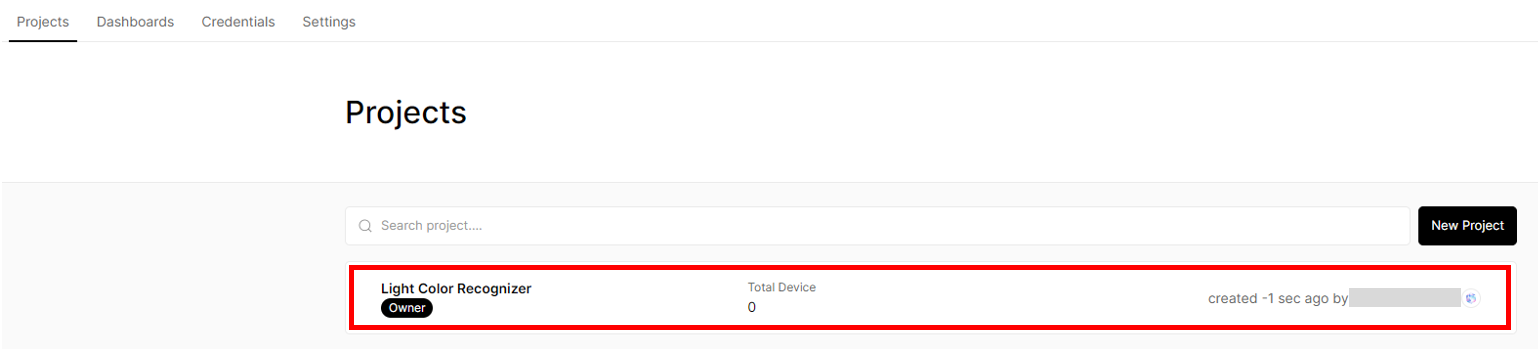 Projects Dashboards Credentials Settings
Projects
Search project....
New Project
Light Color Recognizer
Owner
Total Device
0
created -1 sec ago by